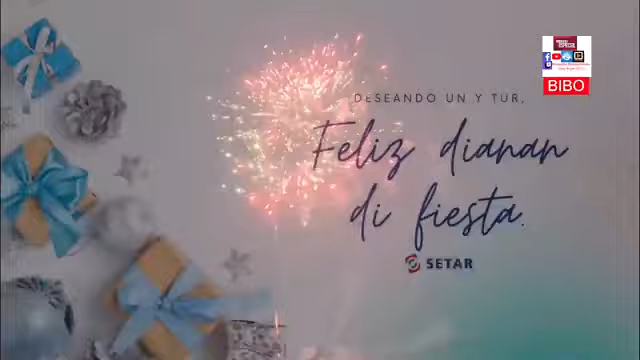 BIBO
DESEANDO UN Y TUR,
Feliz dianan
di fiesta.
SETAR